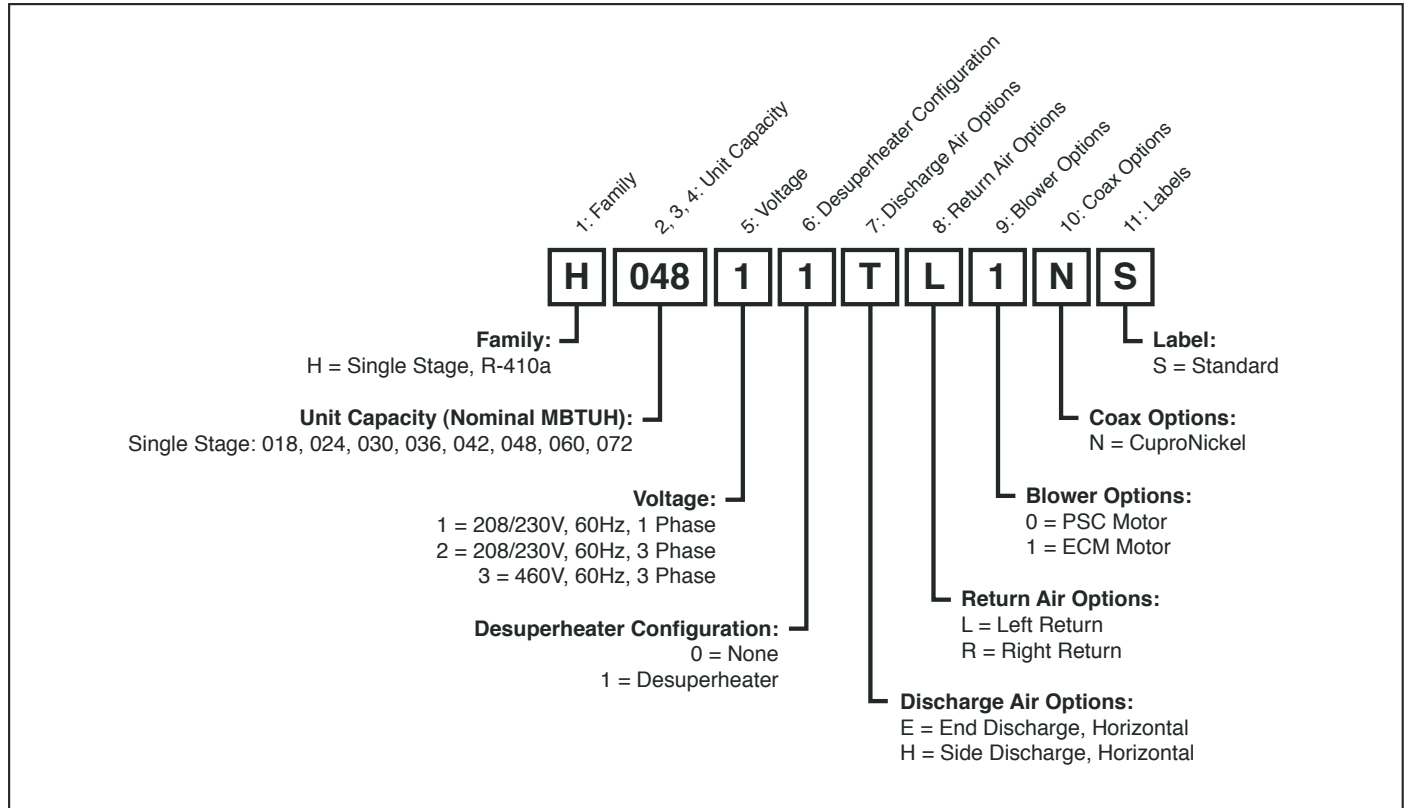 1: Family
2, 3, 4: Unit Capacity
5: Voltage
6: Desuperheater Configuration
7: Discharge Air Options
8: Return Air Options
9: Blower Options
10: Coax Options
11: Labels
H 048 1 1 T L 1 N S
Family:
H = Single Stage, R-410a
Unit Capacity (Nominal MBTUH):
Single Stage: 018, 024, 030, 036, 042, 048, 060, 072
Voltage:
1 = 208/230V, 60Hz, 1 Phase
2 = 208/230V, 60Hz, 3 Phase
3 = 460V, 60Hz, 3 Phase
Desuperheater Configuration:
0 = None
1 = Desuperheater
Label:
S = Standard
Coax Options:
N = CuproNickel
Blower Options:
0 = PSC Motor
1 = ECM Motor
Return Air Options:
L = Left Return
R = Right Return
Discharge Air Options:
E = End Discharge, Horizontal
H = Side Discharge, Horizontal